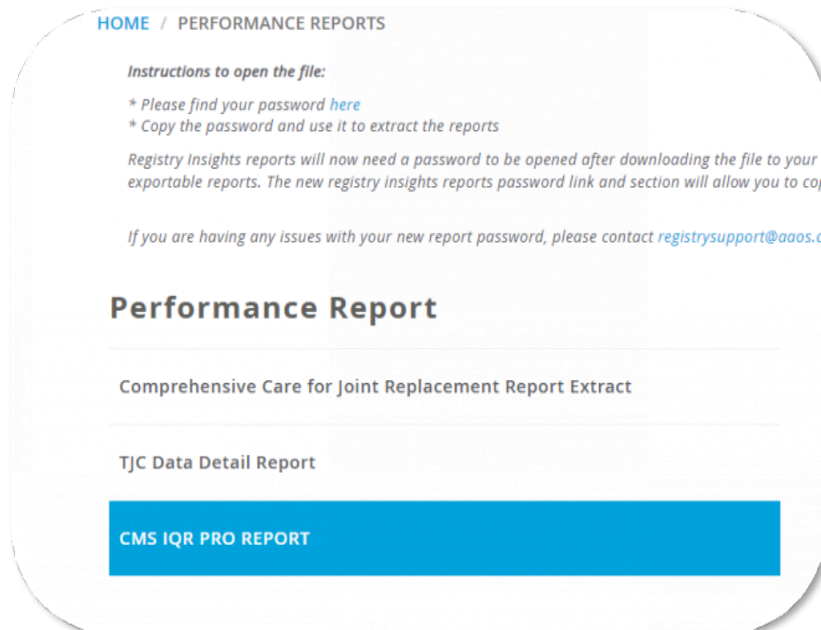 HOME / PERFORMANCE REPORTS
Instructions to open the file:
* Please find your password here
* Copy the password and use it to extract the reports
Registry Insights reports will now need a password to be opened after downloading the file to your
exportable reports. The new registry insights reports password link and section will allow you to
If you are having any issues with your new report password, please contact
Performance Report
Comprehensive Care for Joint Replacement Report Extract
TJC Data Detail Report
CMS IQR PRO REPORT